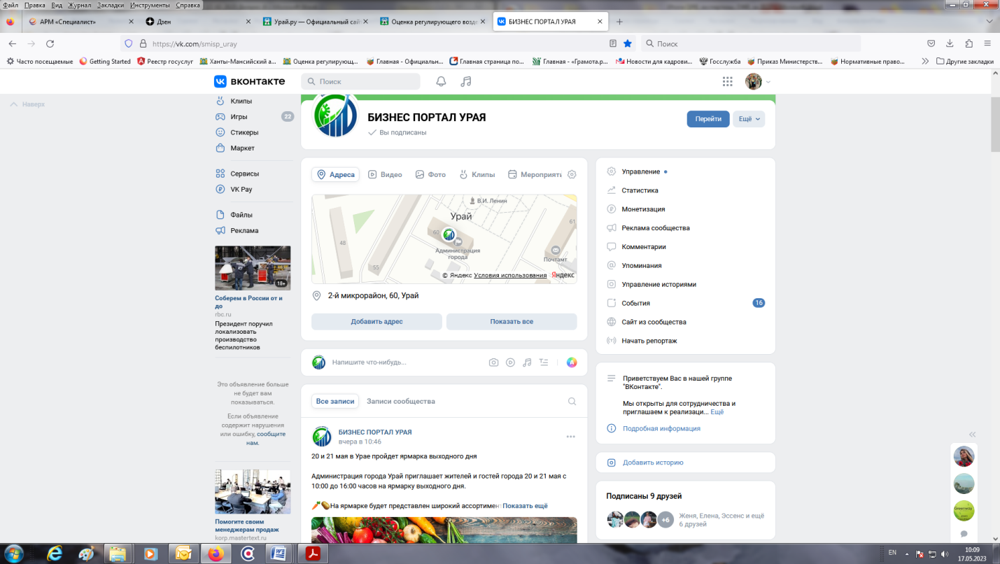 Файл Правка Вид Журнал Закладки Инструменты Справка
АРМ «Специалист»
Дзен
Урай.ру — Официальный сай
Оценка регулирующего возде
БИЗНЕС ПОРТАЛ УРАЯ
https://vk.com/smisp_uray
Поиск
Часто посещаемые
Getting Started
Реестр госуслуг
Ханты-Мансийский а...
Оценка регулирующ...
Главная - Официальн...
Главная страница по...
Главная - «Грамота.р...
Новости для кадрови...
Госслужба
Приказ Министерств...
Нормативные право...
Другие закладки
ВКОНТАКТЕ
Поиск
Наверх
Клипы
Игры 22
Стикеры
Маркет
Сервисы
VK Pay
Файлы
Реклама
18+
Соберем в России от и
до
rbc.ru
Президент поручил
локализовать
производство
беспилотников
Это объявление больше
не будет вам
показываться.
Если объявление
содержит нарушения
или ошибку, сообщите
нам.
Помогите своим
менеджерам продаж
korp.mastertext.ru
БИЗНЕС ПОРТАЛ УРАЯ
Вы подписаны
Перейти
Ещё
Адреса Видео Фото Клипы Мероприяти
В.И. Ленин
Урай
61
60
48
Администрация
города
Почтамт
55
© Яндекс Условия использования Яндекс
2-й микрорайон, 60, Урай
Добавить адрес
Показать все
Напишите что-нибудь...
Все записи Записи сообщества
БИЗНЕС ПОРТАЛ УРАЯ
вчера в 10:46
20 и 21 мая в Урае пройдет ярмарка выходного дня
Администрация города Урай приглашает жителей и гостей города 20 и 21 мая с
10:00 до 16:00 часов на ярмарку выходного дня.
🥕🥔На ярмарке будет представлен широкий ассортимент Показать ещё
Управление
Статистика
Монетизация
Реклама сообщества
Комментарии
Упоминания
Управление историями
События 16
Сайт из сообщества
Начать репортаж
Приветствуем Вас в нашей группе
"ВКонтакте".
Мы открыты для сотрудничества и
приглашаем к реализаци... Ещё
Подробная информация
Добавить историю
Подписаны 9 друзей
+6
Женя, Елена, Эссенс и ещё
6 друзей
EN
10:09
17.05.2023